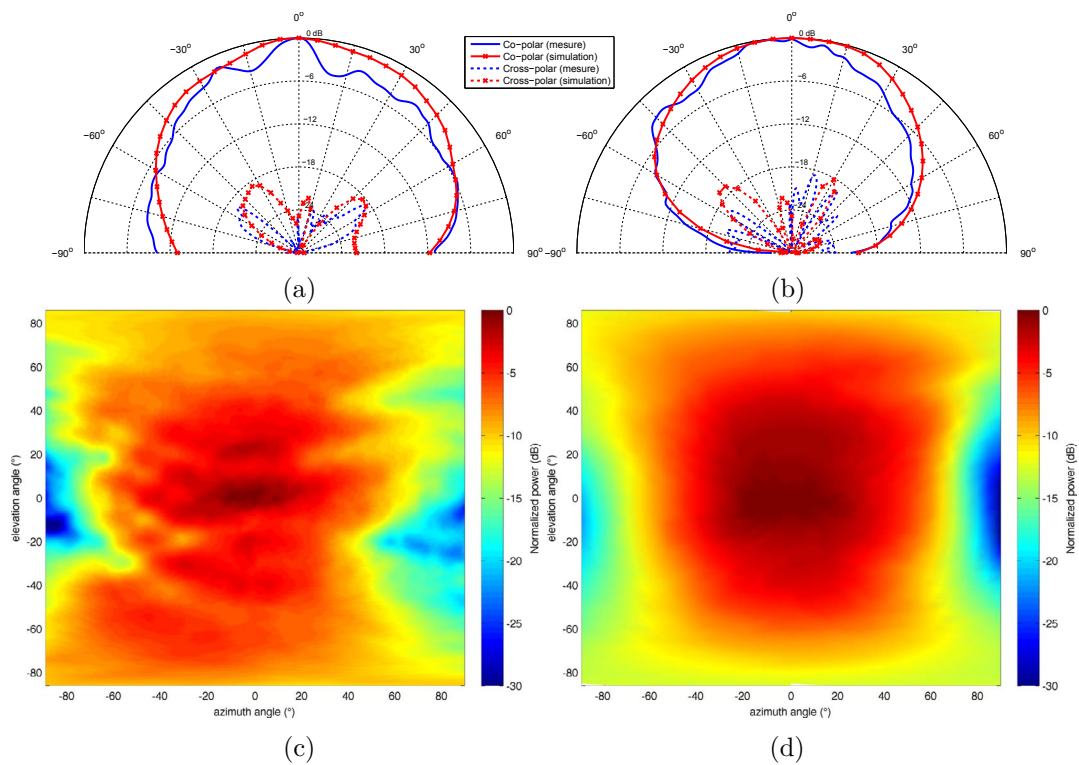 0°
−30°
30°
−60°
60°
−90°
90°
0 dB
−6
−12
−18
Co−polar (mesure)
Co−polar (simulation)
Cross−polar (mesure)
Cross−polar (simulation)
0°
−30°
30°
−60°
60°
−90°
90°
0 dB
−6
−12
−18
(a)
(b)
80
60
40
20
0
-20
-40
-60
-80
elevation angle (°)
-80 -60 -40 -20 0 20 40 60 80
azimuth angle (°)
0
-5
-10
-15
-20
-25
-30
Normalized power (dB)
80
60
40
20
0
-20
-40
-60
-80
elevation angle (°)
-80 -60 -40 -20 0 20 40 60 80
azimuth angle (°)
0
-5
-10
-15
-20
-25
-30
Normalized power (dB)
(c)
(d)